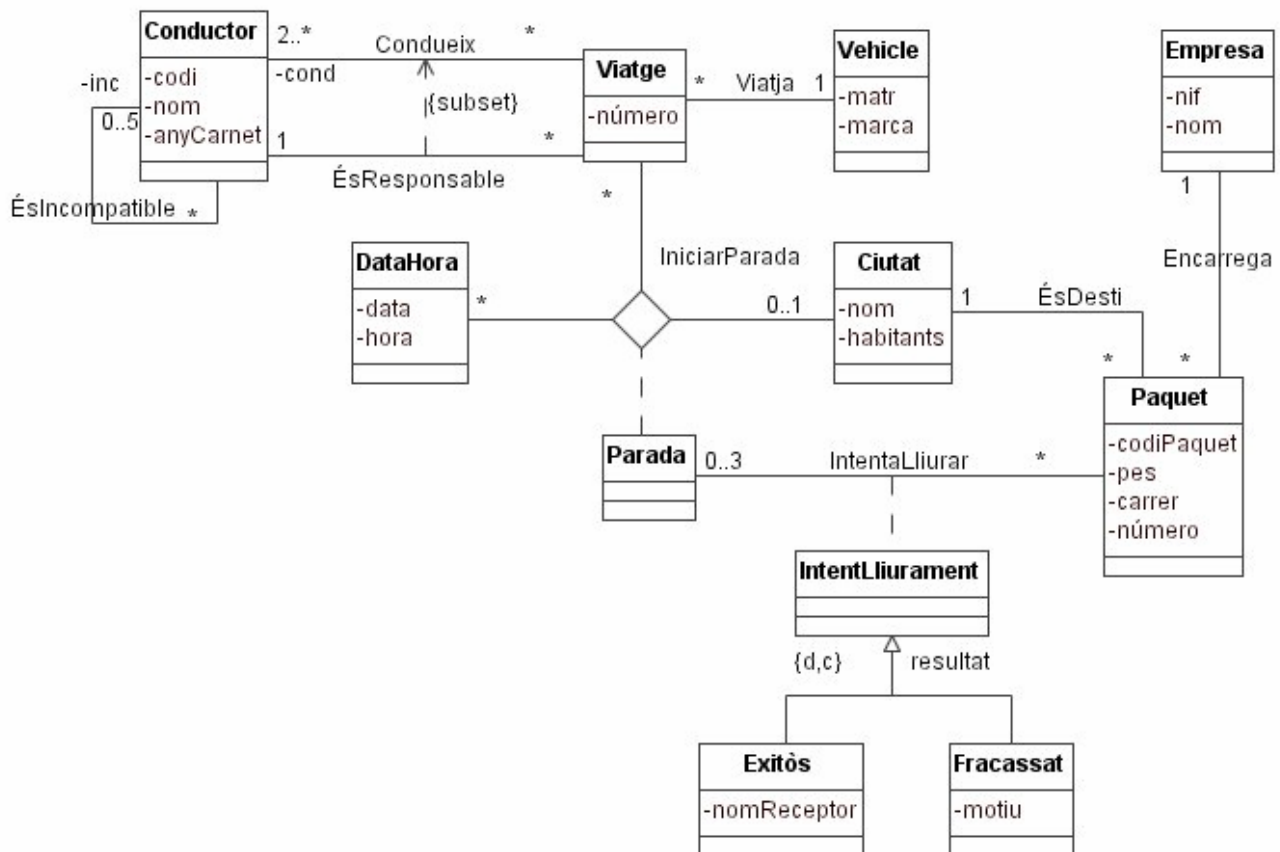 Conductor
-codi
-nom
-anyCarnet
2..*
-cond
Condueix
*
-inc
0..5
{subset}
1
*
ÉsResponsable
ÉsIncompatible
*
Viatge
-número
*
Viatja
1
Vehicle
-matr
-marca
Empresa
-nif
-nom
1
Encarrega
*
*
IniciarParada
DataHora
-data
-hora
*
0..1
Ciutat
-nom
-habitants
1
ÉsDesti
*
Paquet
-codiPaquet
-pes
-carrer
-número
Parada
0..3
IntentaLliurar
*
IntentLliurament
{d,c}
resultat
Exitòs
-nomReceptor
Fracassat
-motiu